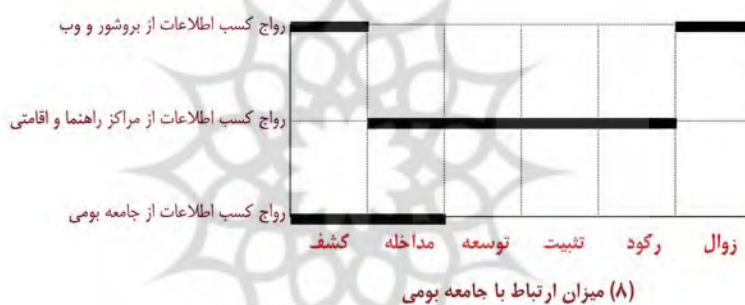 رواج کسب اطلاعات از بروشور و وب
رواج کسب اطلاعات از مراکز راهنما و اقامتی
رواج کسب اطلاعات از جامعه بومی
کشف مداخله توسعه تثبیت رکود زوال
(۸) میزان ارتباط با جامعه بومی